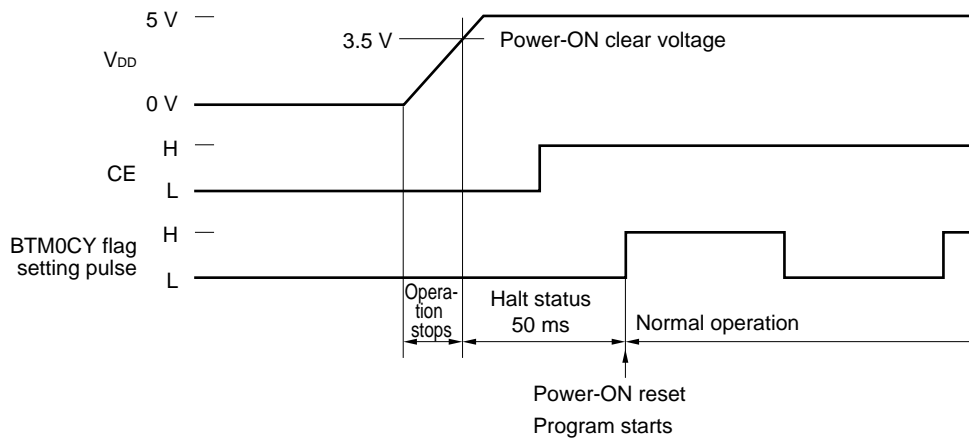 5 V
3.5 V
Power-ON clear voltage
VDD
0 V
H
CE
L
H
BTM0CY flag
setting pulse
L
Opera-
tion
stops
Halt status
50 ms
Normal operation
Power-ON reset
Program starts